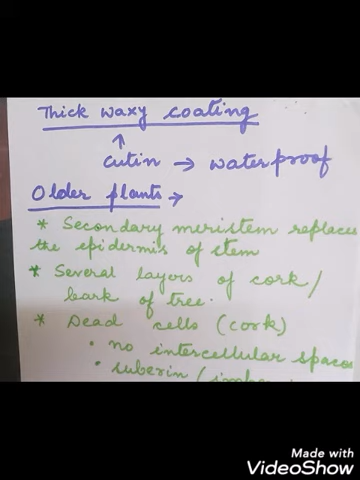 Thick waxy coating
↑
cutin → waterproof
Older plants →
* Secondary meristem replaces
the epidermis of stem
* Several layers of cork/
bark of tree.
* Dead cells (cork)
• no intercellular spaces
• suberin (
Made with
VideoShow